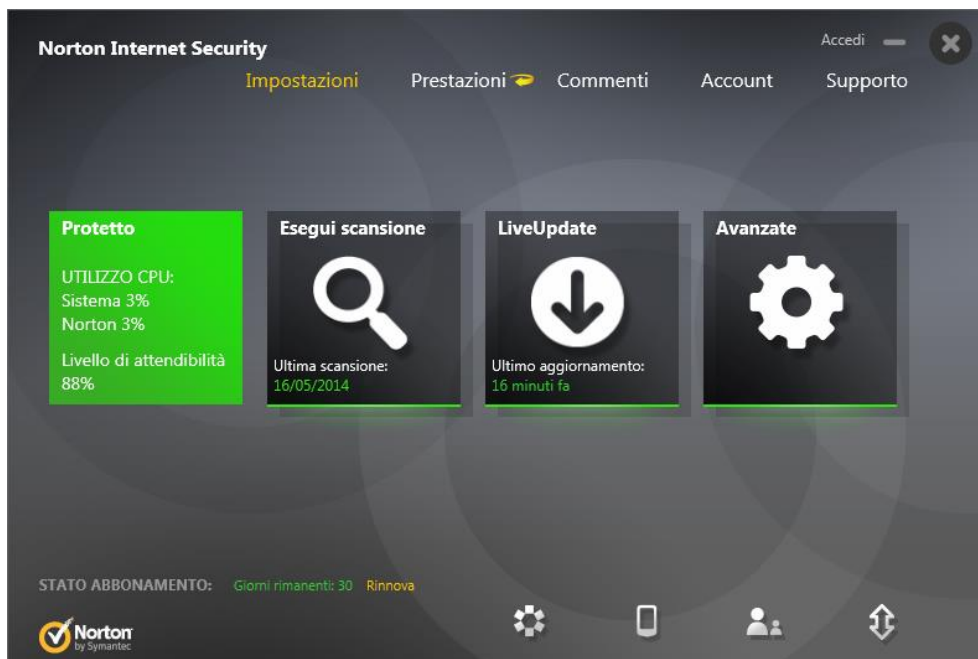 Norton Internet Security
Accedi
Impostazioni Prestazioni Commenti Account Supporto
Protetto
UTILIZZO CPU:
Sistema 3%
Norton 3%
Livello di attendibilità
88%
Esegui scansione
Ultima scansione:
16/05/2014
LiveUpdate
Ultimo aggiornamento:
16 minuti fa
Avanzate
STATO ABBONAMENTO: Giorni rimanenti: 30 Rinnova
Norton
by Symantec